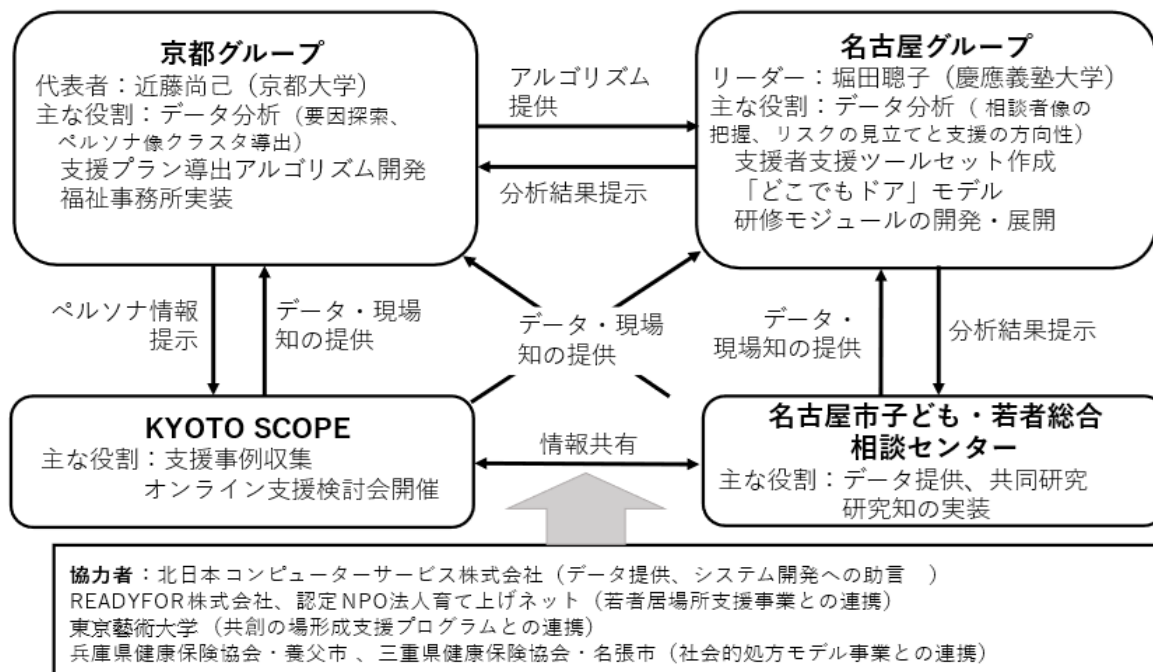 京都グループ
代表者：近藤尚己（京都大学）
主な役割：データ分析（要因探索、
ペルソナ像クラスタ導出）
支援プラン導出アルゴリズム開発
福祉事務所実装
アルゴリズム
提供
分析結果提示
名古屋グループ
リーダー：堀田聰子（慶應義塾大学）
主な役割：データ分析（ 相談者像の
把握、リスクの見立てと支援の方向性）
支援者支援ツールセット作成
「どこでもドア」モデル
研修モジュールの開発・展開
ペルソナ情報
提示
データ・現場
知の提供
データ・現場
知の提供
データ・
現場知の提供
分析結果提示
KYOTO SCOPE
主な役割：支援事例収集
オンライン支援検討会開催
情報共有
名古屋市子ども・若者総合
相談センター
主な役割：データ提供、共同研究
研究知の実装
協力者：北日本コンピューターサービス株式会社（データ提供、システム開発への助言　）
READYFOR株式会社、認定NPO法人育て上げネット（若者居場所支援事業との連携）
東京藝術大学（共創の場形成支援プログラムとの連携）
兵庫県健康保険協会・養父市 、三重県健康保険協会・名張市（社会的処方モデル事業との連携）